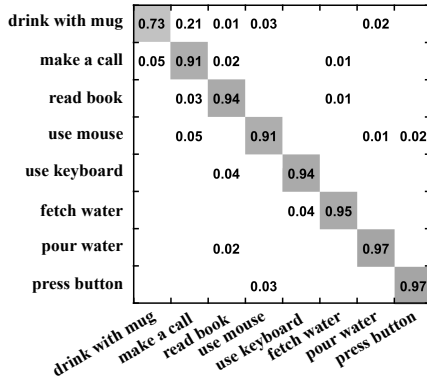 drink with mug 0.73 0.21 0.01 0.03 0.02
make a call 0.05 0.91 0.02 0.01
read book 0.03 0.94 0.01
use mouse 0.05 0.91 0.01 0.02
use keyboard 0.04 0.94
fetch water 0.04 0.95
pour water 0.02 0.97
press button 0.03 0.97
drink with mug
make a call
read book
use mouse
use keyboard
fetch water
pour water
press button